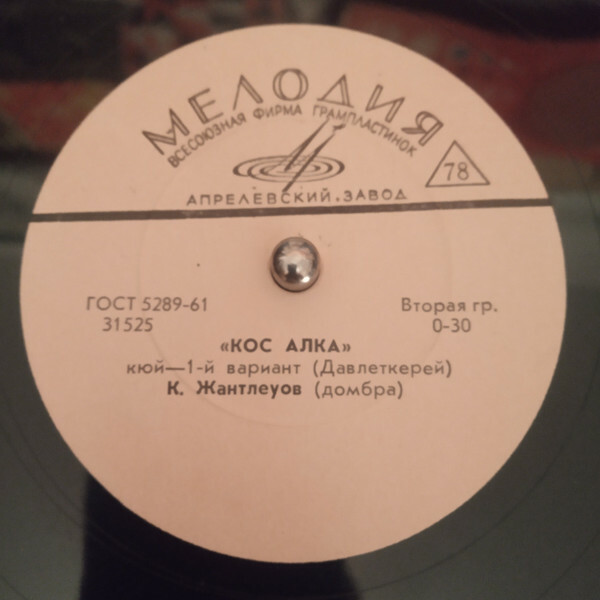 МЕЛОДИЯ
ВСЕСОЮЗНАЯ ФИРМА ГРАМПЛАСТИНОК
78
АПРЕЛЕВСКИЙ ЗАВОД
ГОСТ 5289-61 Вторая гр.
31525 0-30
«КОС АЛКА»
кюй—1-й вариант (Давлеткерей)
К. Жантлеуов (домбра)